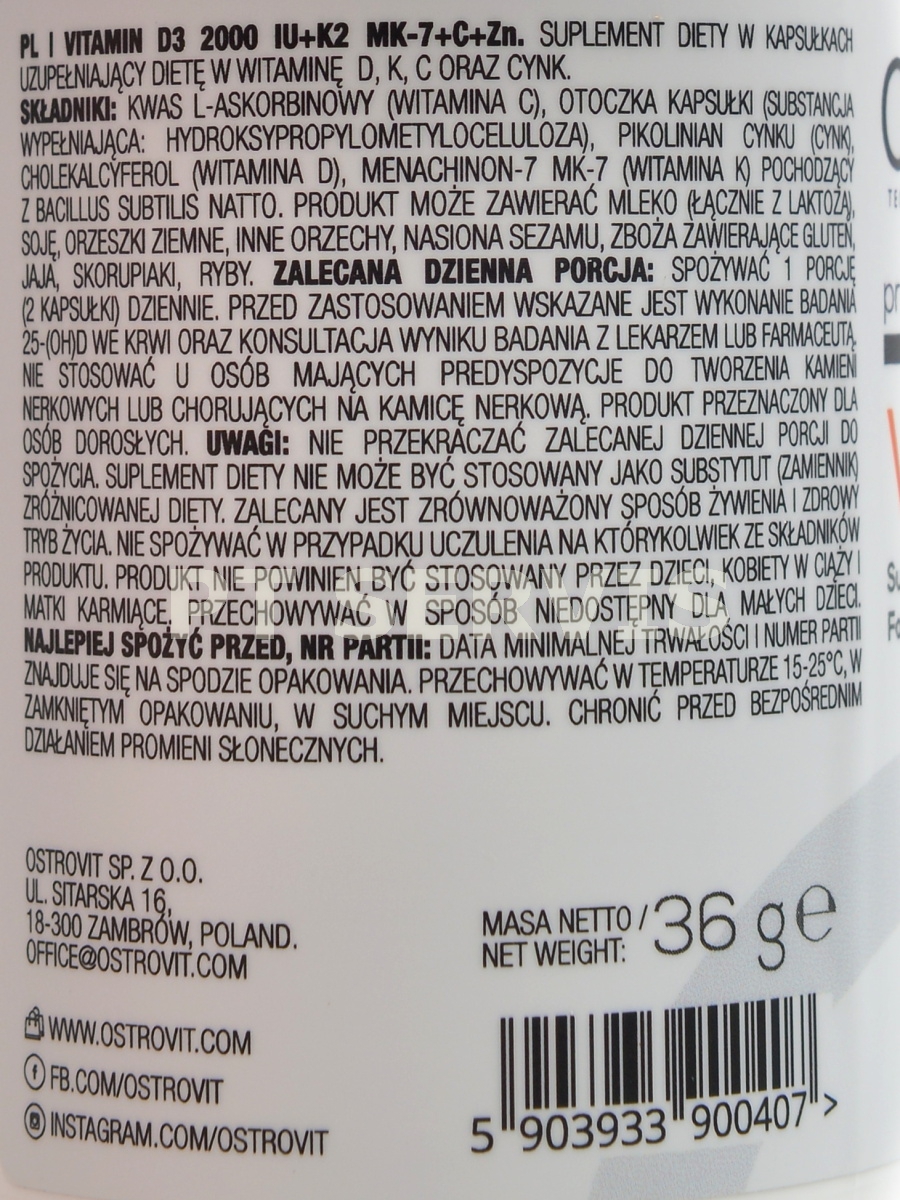 PL I VITAMIN D3 2000 IU+K2 MK-7+C+Zn. SUPLEMENT DIETY W KAPSUŁKACH
UZUPEŁNIAJĄCY DIETĘ W WITAMINĘ D, K, C ORAZ CYNK.
SKŁADNIKI: KWAS L-ASKORBINOWY (WITAMINA C), OTOCZKA KAPSUŁKI (SUBSTANCJA
WYPEŁNIAJĄCA: HYDROKSYPROPYLOMETYLOCELULOZA), PIKOLINIAN CYNKU (CYNK),
CHOLEKALCYFEROL (WITAMINA D), MENACHINON-7 MK-7 (WITAMINA K) POCHODZĄCY
Z BACILLUS SUBTILIS NATTO. PRODUKT MOŻE ZAWIERAĆ MLEKO (ŁĄCZNIE Z LAKTOZĄ),
SOJĘ, ORZESZKI ZIEMNE, INNE ORZECHY, NASIONA SEZAMU, ZBOŻA ZAWIERAJĄCE GLUTEN,
JAJA, SKORUPIAKI, RYBY. ZALECANA DZIENNA PORCJA: SPOŻYWAĆ 1 PORCJĘ
(2 KAPSUŁKI) DZIENNIE. PRZED ZASTOSOWANIEM WSKAZANE JEST WYKONANIE BADANIA
25-(OH)D WE KRWI ORAZ KONSULTACJA WYNIKU BADANIA Z LEKARZEM LUB FARMACEUTĄ.
NIE STOSOWAĆ U OSÓB MAJĄCYCH PREDYSPOZYCJE DO TWORZENIA KAMIENI
NERKOWYCH LUB CHORUJĄCYCH NA KAMICĘ NERKOWĄ. PRODUKT PRZEZNACZONY DLA
OSÓB DOROSŁYCH. UWAGI: NIE PRZEKRACZAĆ ZALECANEJ DZIENNEJ PORCJI DO
SPOŻYCIA. SUPLEMENT DIETY NIE MOŻE BYĆ STOSOWANY JAKO SUBSTYTUT (ZAMIENNIK)
ZRÓŻNICOWANEJ DIETY. ZALECANY JEST ZRÓWNOWAŻONY SPOSÓB ŻYWIENIA I ZDROWY
TRYB ŻYCIA. NIE SPOŻYWAĆ W PRZYPADKU UCZULENIA NA KTÓRYKOLWIEK ZE SKŁADNIKÓW
PRODUKTU. PRODUKT NIE POWINIEN BYĆ STOSOWANY PRZEZ DZIECI, KOBIETY W CIĄŻY I
MATKI KARMIĄCE. PRZECHOWYWAĆ W SPOSÓB NIEDOSTĘPNY DLA MAŁYCH DZIECI.
NAJLEPIEJ SPOŻYĆ PRZED, NR PARTII: DATA MINIMALNEJ TRWAŁOŚCI I NUMER PARTII
ZNAJDUJE SIĘ NA SPODZIE OPAKOWANIA. PRZECHOWYWAĆ W TEMPERATURZE 15-25°C, W
ZAMKNIĘTYM OPAKOWANIU, W SUCHYM MIEJSCU. CHRONIĆ PRZED BEZPOŚREDNIM
DZIAŁANIEM PROMIENI SŁONECZNYCH.
OSTROVIT SP. Z O.O.
UL. SITARSKA 16,
18-300 ZAMBRÓW, POLAND.
OFFICE@OSTROVIT.COM
WWW.OSTROVIT.COM
FB.COM/OSTROVIT
INSTAGRAM.COM/OSTROVIT
MASA NETTO / 36 g e
NET WEIGHT:
5 903933 900407 >